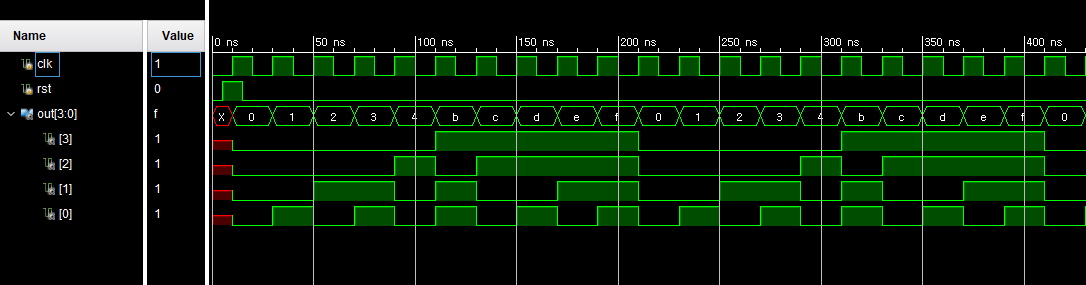 Name Value
0 ns 50 ns 100 ns 150 ns 200 ns 250 ns 300 ns 350 ns 400 ns
clk 1
rst 0
out[3:0] f X 0 1 2 3 4 b c d e f 0 1 2 3 4 b c d e f 0
[3] 1
[2] 1
[1] 1
[0] 1